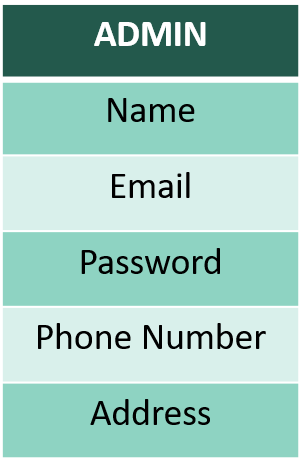 ADMIN
Name
Email
Password
Phone Number
Address